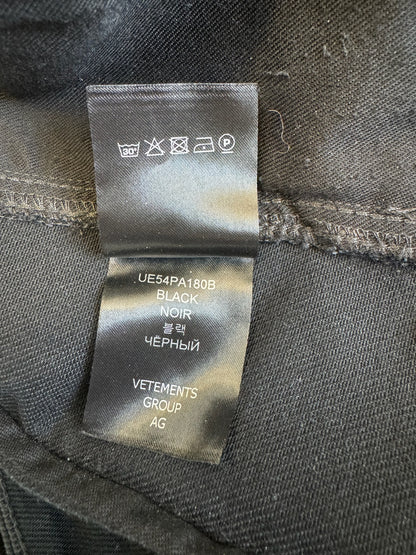 30°
P
UE54PA180B
BLACK
NOIR
블랙
ЧЁРНЫЙ
VETEMENTS
GROUP
AG